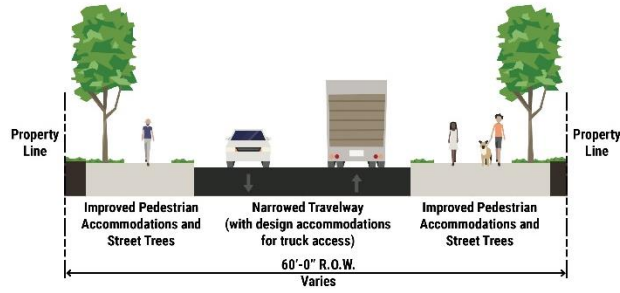 Property
Line
Property
Line
Improved Pedestrian
Accommodations and
Street Trees
Narrowed Travelway
(with design accommodations
for truck access)
Improved Pedestrian
Accommodations and
Street Trees
60'-0" R.O.W.
Varies